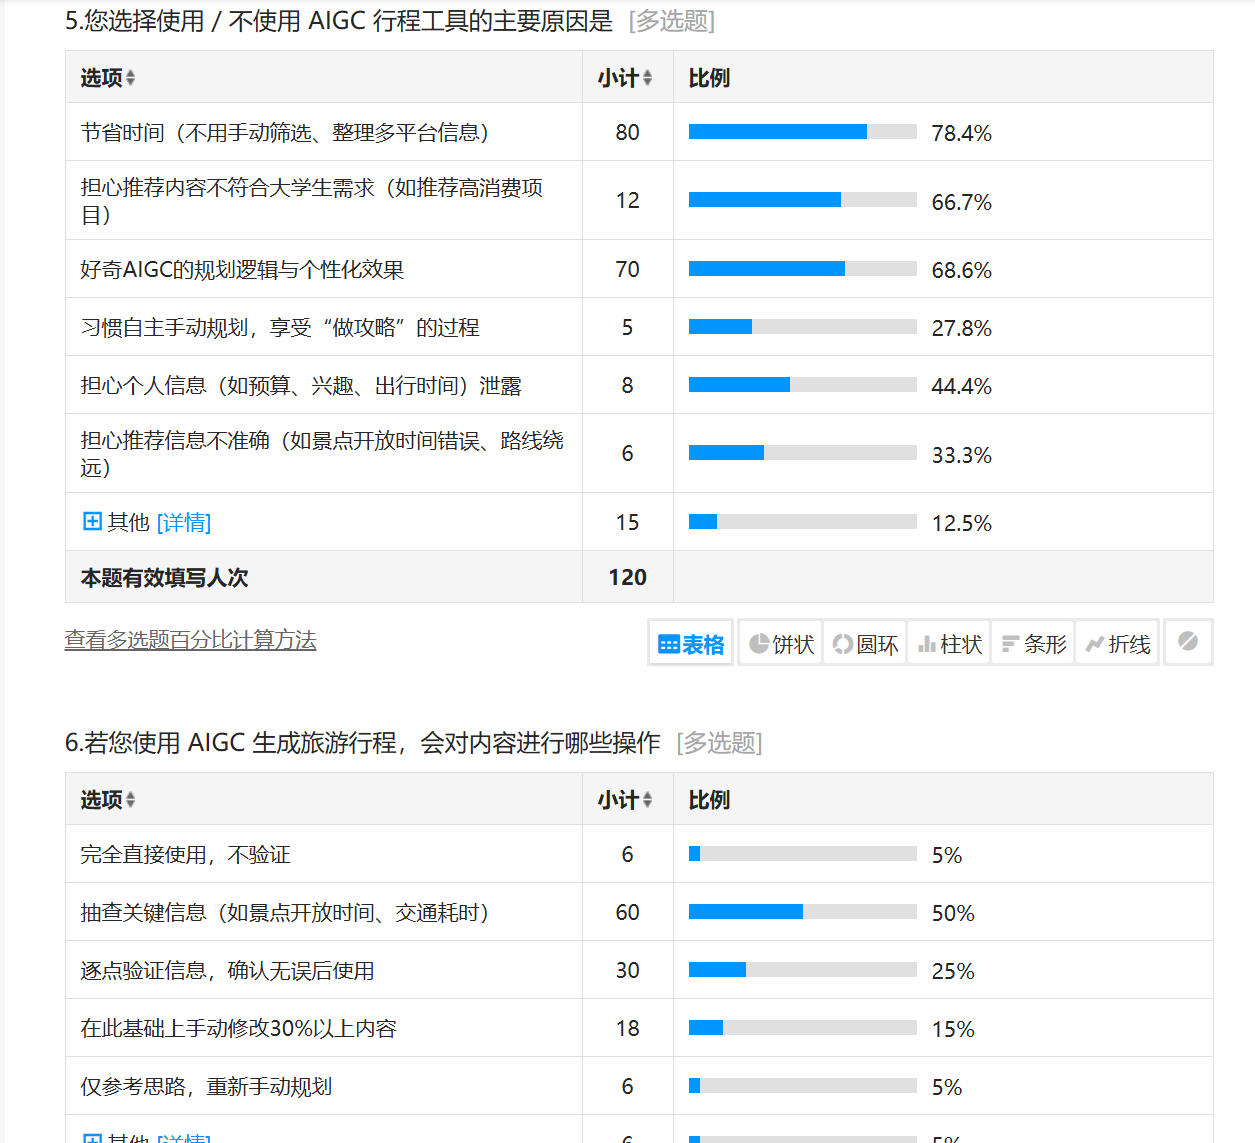 5.您选择使用 / 不使用 AIGC 行程工具的主要原因是 [多选题]
选项 小计 比例
节省时间（不用手动筛选、整理多平台信息） 80 78.4%
担心推荐内容不符合大学生需求（如推荐高消费项
目） 12 66.7%
好奇AIGC的规划逻辑与个性化效果 70 68.6%
习惯自主手动规划，享受“做攻略”的过程 5 27.8%
担心个人信息（如预算、兴趣、出行时间）泄露 8 44.4%
担心推荐信息不准确（如景点开放时间错误、路线绕
远） 6 33.3%
其他 [详情] 15 12.5%
本题有效填写人次 120
查看多选题百分比计算方法 表格 饼状 圆环 柱状 条形 折线
6.若您使用 AIGC 生成旅游行程，会对内容进行哪些操作 [多选题]
选项 小计 比例
完全直接使用，不验证 6 5%
抽查关键信息（如景点开放时间、交通耗时） 60 50%
逐点验证信息，确认无误后使用 30 25%
在此基础上手动修改30%以上内容 18 15%
仅参考思路，重新手动规划 6 5%
其他 [详情] 6 5%